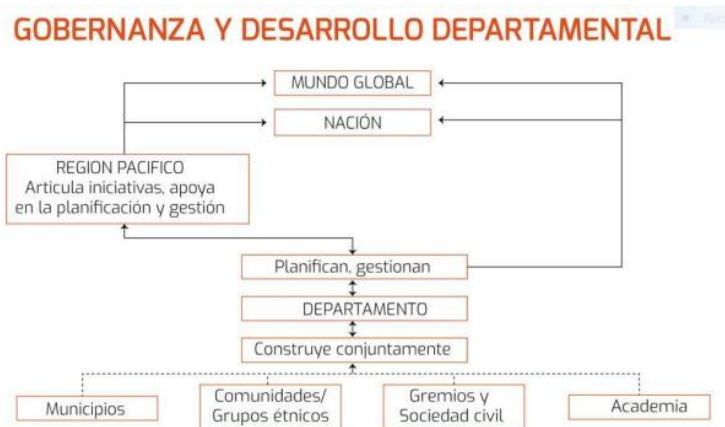 GOBERNANZA Y DESARROLLO DEPARTAMENTAL
MUNDO GLOBAL
NACIÓN
REGION PACIFICO
Articula iniciativas, apoya
en la planificación y gestión
Planifican, gestionan
DEPARTAMENTO
Construye conjuntamente
Municipios
Comunidades/
Grupos étnicos
Gremios y
Sociedad civil
Academia